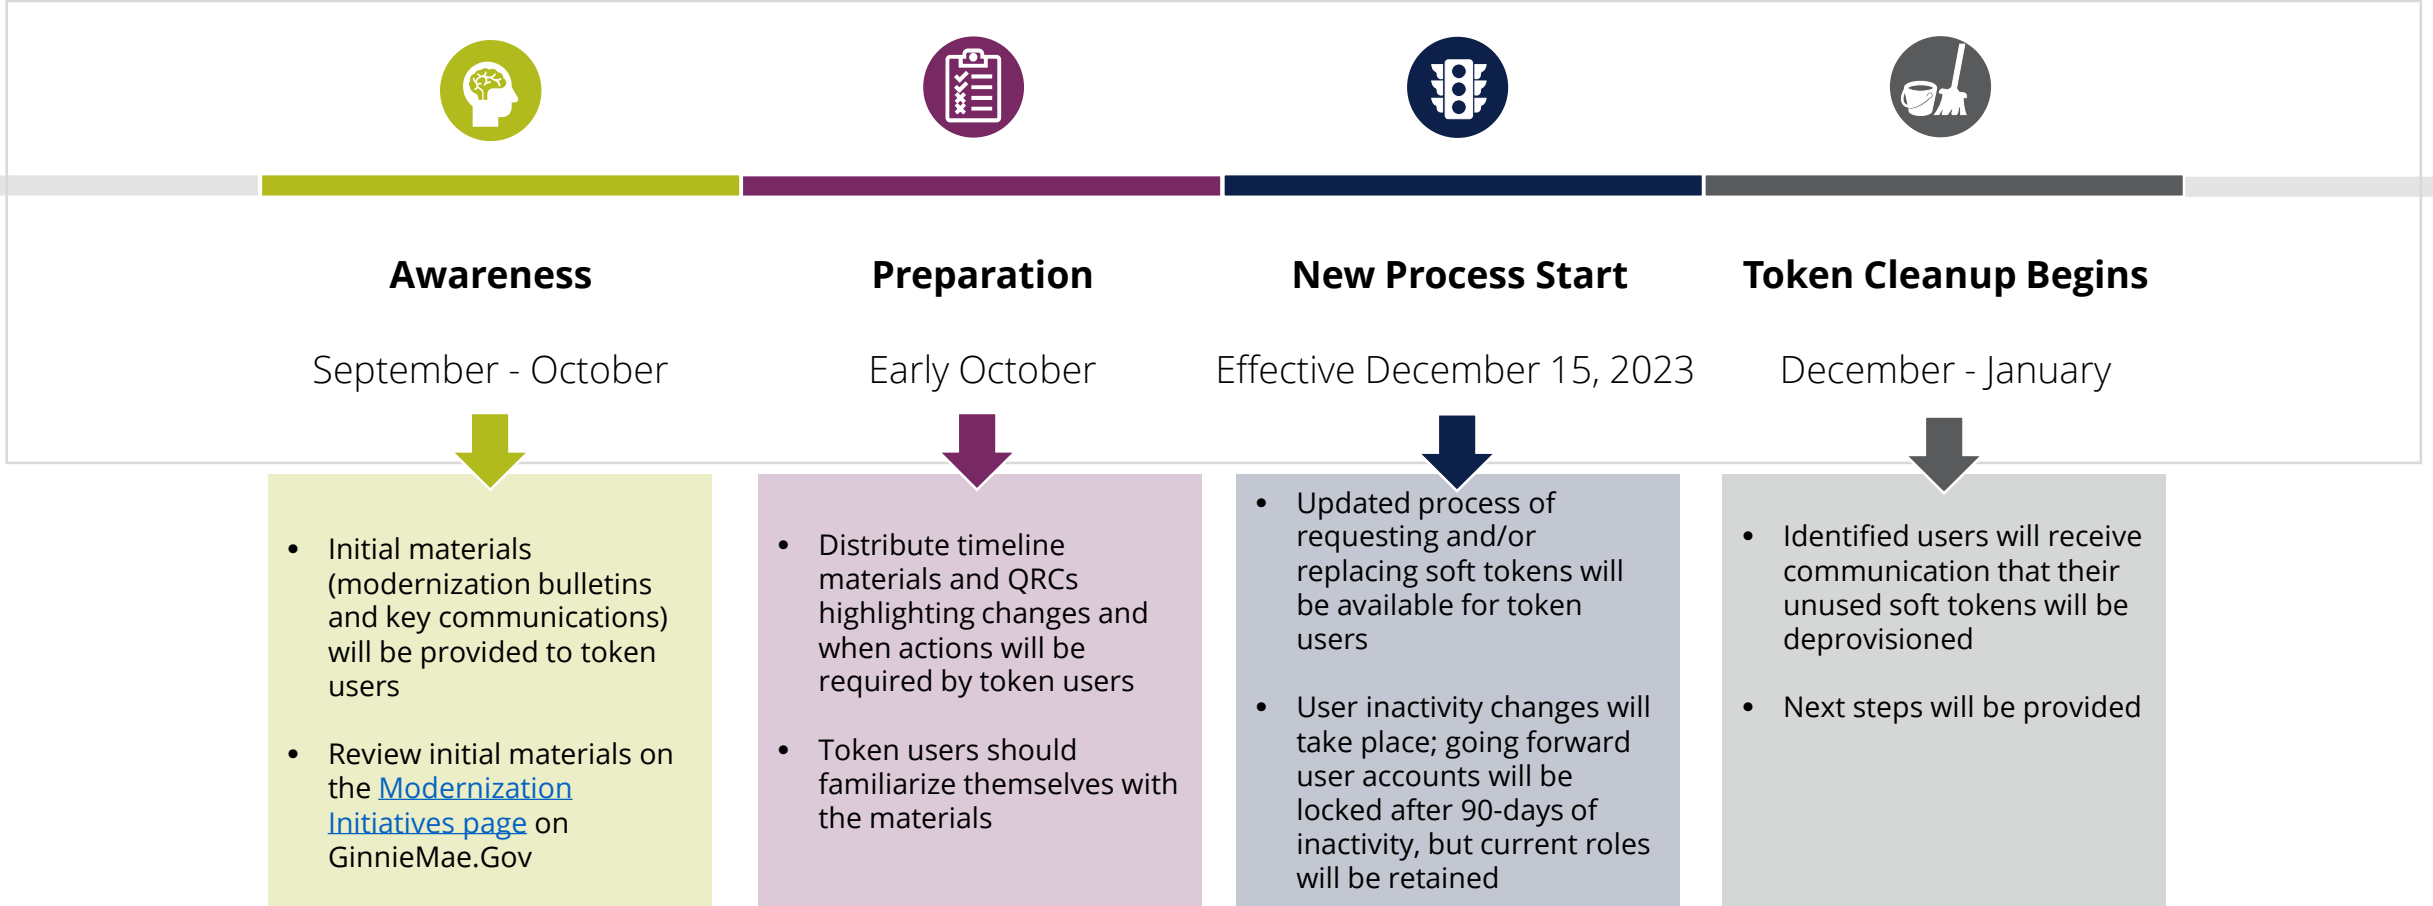 Awareness
Preparation
New Process Start
Token Cleanup Begins
September - October
Early October
Effective December 15, 2023
December - January
• Initial materials
(modernization bulletins
and key communications)
will be provided to token
users
• Review initial materials on
the Modernization
Initiatives page on
GinnieMae.Gov
• Distribute timeline
materials and QRCs
highlighting changes and
when actions will be
required by token users
• Token users should
familiarize themselves with
the materials
• Updated process of
requesting and/or
replacing soft tokens will
be available for token
users
• User inactivity changes will
take place; going forward
user accounts will be
locked after 90-days of
inactivity, but current roles
will be retained
• Identified users will receive
communication that their
unused soft tokens will be
deprovisioned
• Next steps will be provided